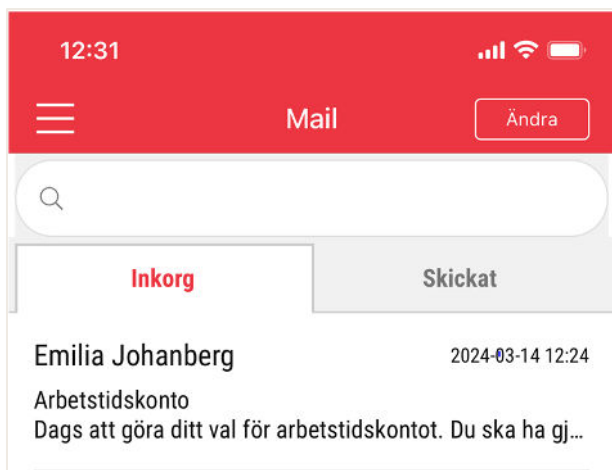 12:31
Mail
Ändra
Inkorg
Skickat
Emilia Johanberg
2024-03-14 12:24
Arbetstidskonto
Dags att göra ditt val för arbetstidskontot. Du ska ha gj...